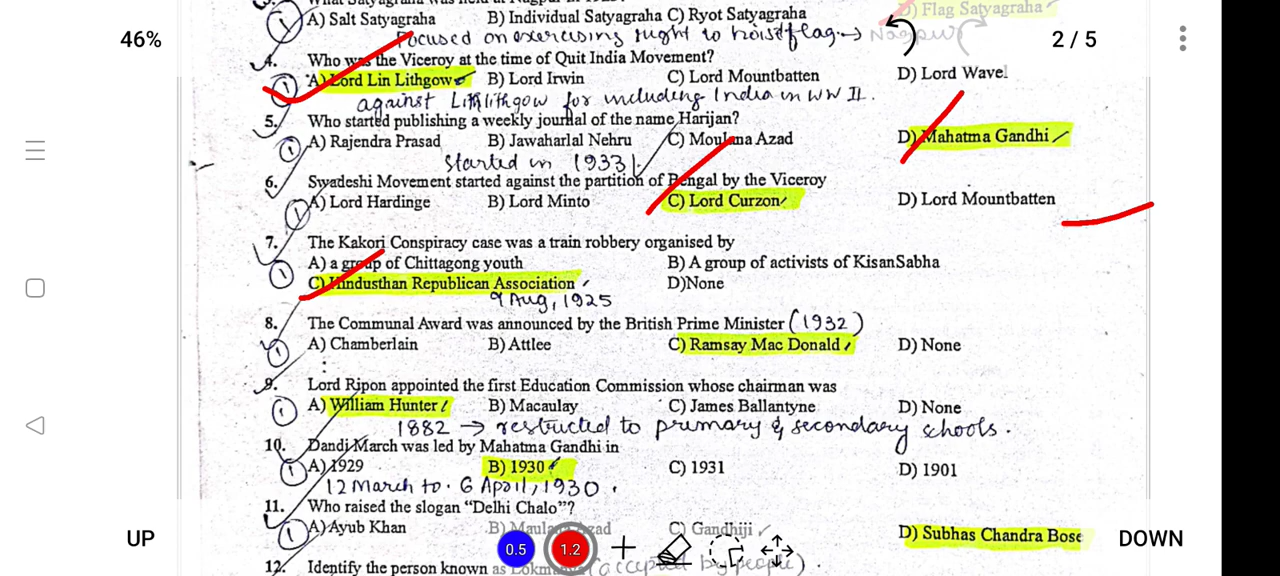 46%
2 / 5
A) Salt Satyagraha B) Individual Satyagraha C) Ryot Satyagraha D) Flag Satyagraha
Focused on exercising right to hoist flag → Nagpur
4. Who was the Viceroy at the time of Quit India Movement?
A) Lord Lin Lithgow B) Lord Irwin C) Lord Mountbatten D) Lord Wavel
against Linlithgow for including India in WW II.
5. Who started publishing a weekly journal of the name Harijan?
A) Rajendra Prasad B) Jawaharlal Nehru C) Moulana Azad D) Mahatma Gandhi
Started in 1933
6. Swadeshi Movement started against the partition of Bengal by the Viceroy
A) Lord Hardinge B) Lord Minto C) Lord Curzon D) Lord Mountbatten
7. The Kakori Conspiracy case was a train robbery organised by
A) a group of Chittagong youth B) A group of activists of KisanSabha
C) Hindusthan Republican Association D)None
9 Aug, 1925
8. The Communal Award was announced by the British Prime Minister (1932)
A) Chamberlain B) Attlee C) Ramsay Mac Donald D) None
9. Lord Ripon appointed the first Education Commission whose chairman was
A) William Hunter B) Macaulay C) James Ballantyne D) None
1882 → restricted to primary & secondary schools.
10. Dandi March was led by Mahatma Gandhi in
A) 1929 B) 1930 C) 1931 D) 1901
12 March to 6 April, 1930.
11. Who raised the slogan “Delhi Chalo”?
A) Ayub Khan B) Maulana Azad C) Gandhiji D) Subhas Chandra Bose
UP
0.5
1.2
DOWN
12. Identify the person known as Lokmanya (accepted by people).